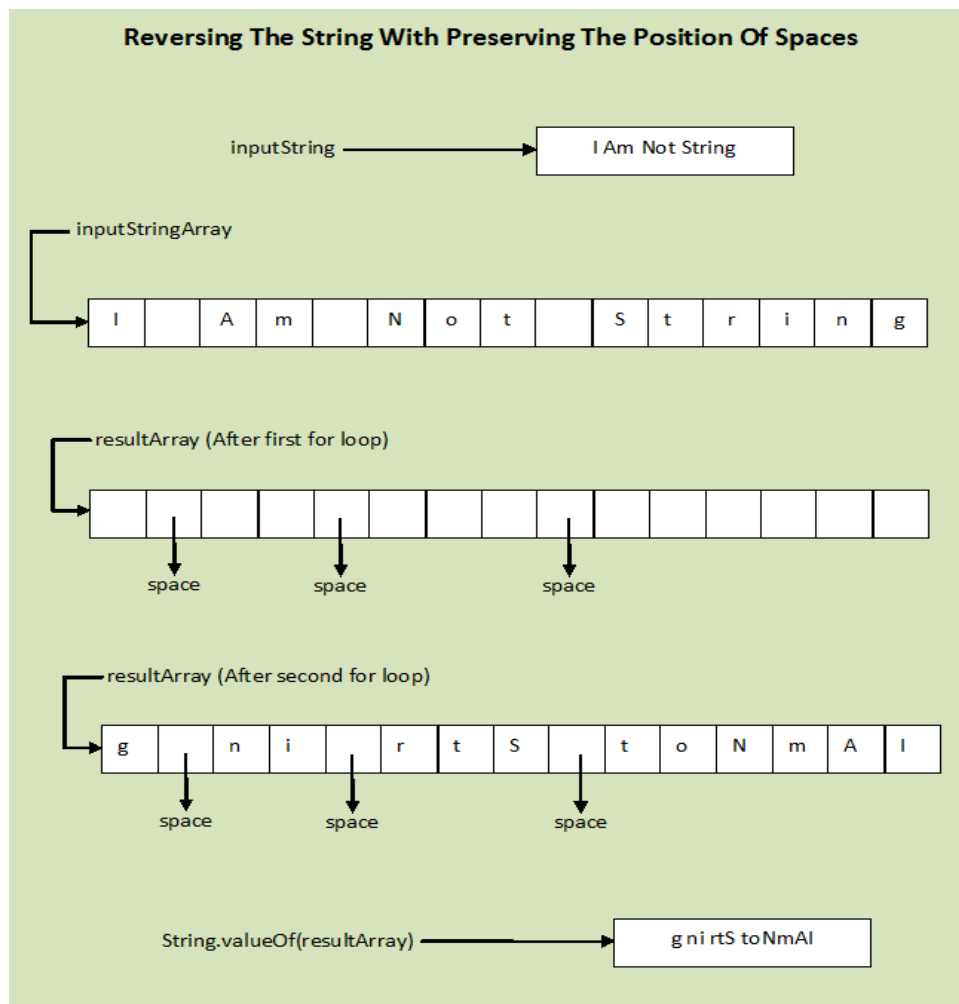 Reversing The String With Preserving The Position Of Spaces
inputString I Am Not String
inputStringArray
I A m N o t S t r i n g
resultArray (After first for loop)
space space space
resultArray (After second for loop)
g n i r t S t o N m A I
space space space
String.valueOf(resultArray) g ni rtS toNmAI